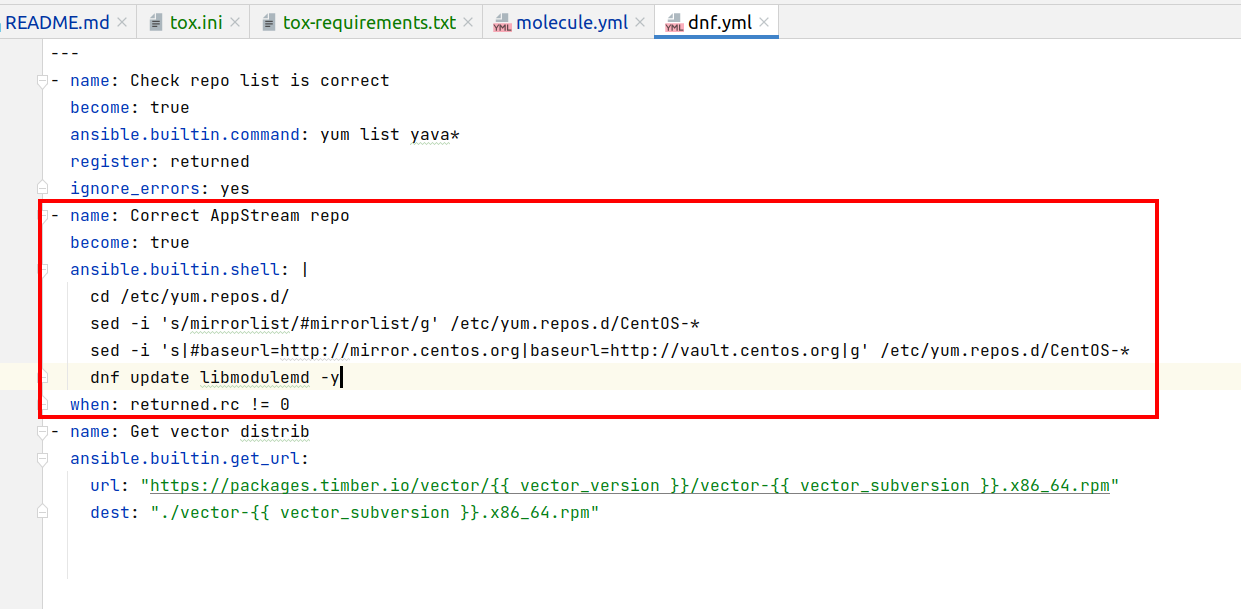 README.md tox.ini tox-requirements.txt YML molecule.yml YML dnf.yml
---
- name: Check repo list is correct
become: true
ansible.builtin.command: yum list yava*
register: returned
ignore_errors: yes
- name: Correct AppStream repo
become: true
ansible.builtin.shell: |
cd /etc/yum.repos.d/
sed -i 's/mirrorlist/#mirrorlist/g' /etc/yum.repos.d/CentOS-*
sed -i 's|#baseurl=http://mirror.centos.org|baseurl=http://vault.centos.org|g' /etc/yum.repos.d/CentOS-*
dnf update libmodulemd -y
when: returned.rc != 0
- name: Get vector distrib
ansible.builtin.get_url:
url: "https://packages.timber.io/vector/{{ vector_version }}/vector-{{ vector_subversion }}.x86_64.rpm"
dest: "./vector-{{ vector_subversion }}.x86_64.rpm"